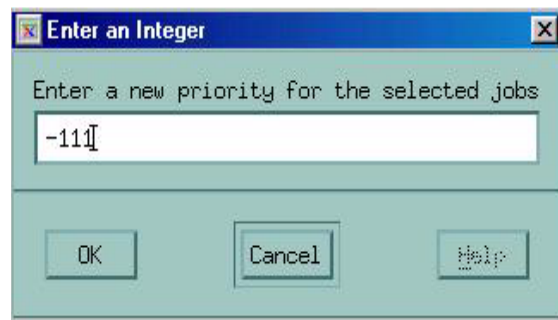 Enter an Integer
Enter a new priority for the selected jobs
-111
OK
Cancel
Help